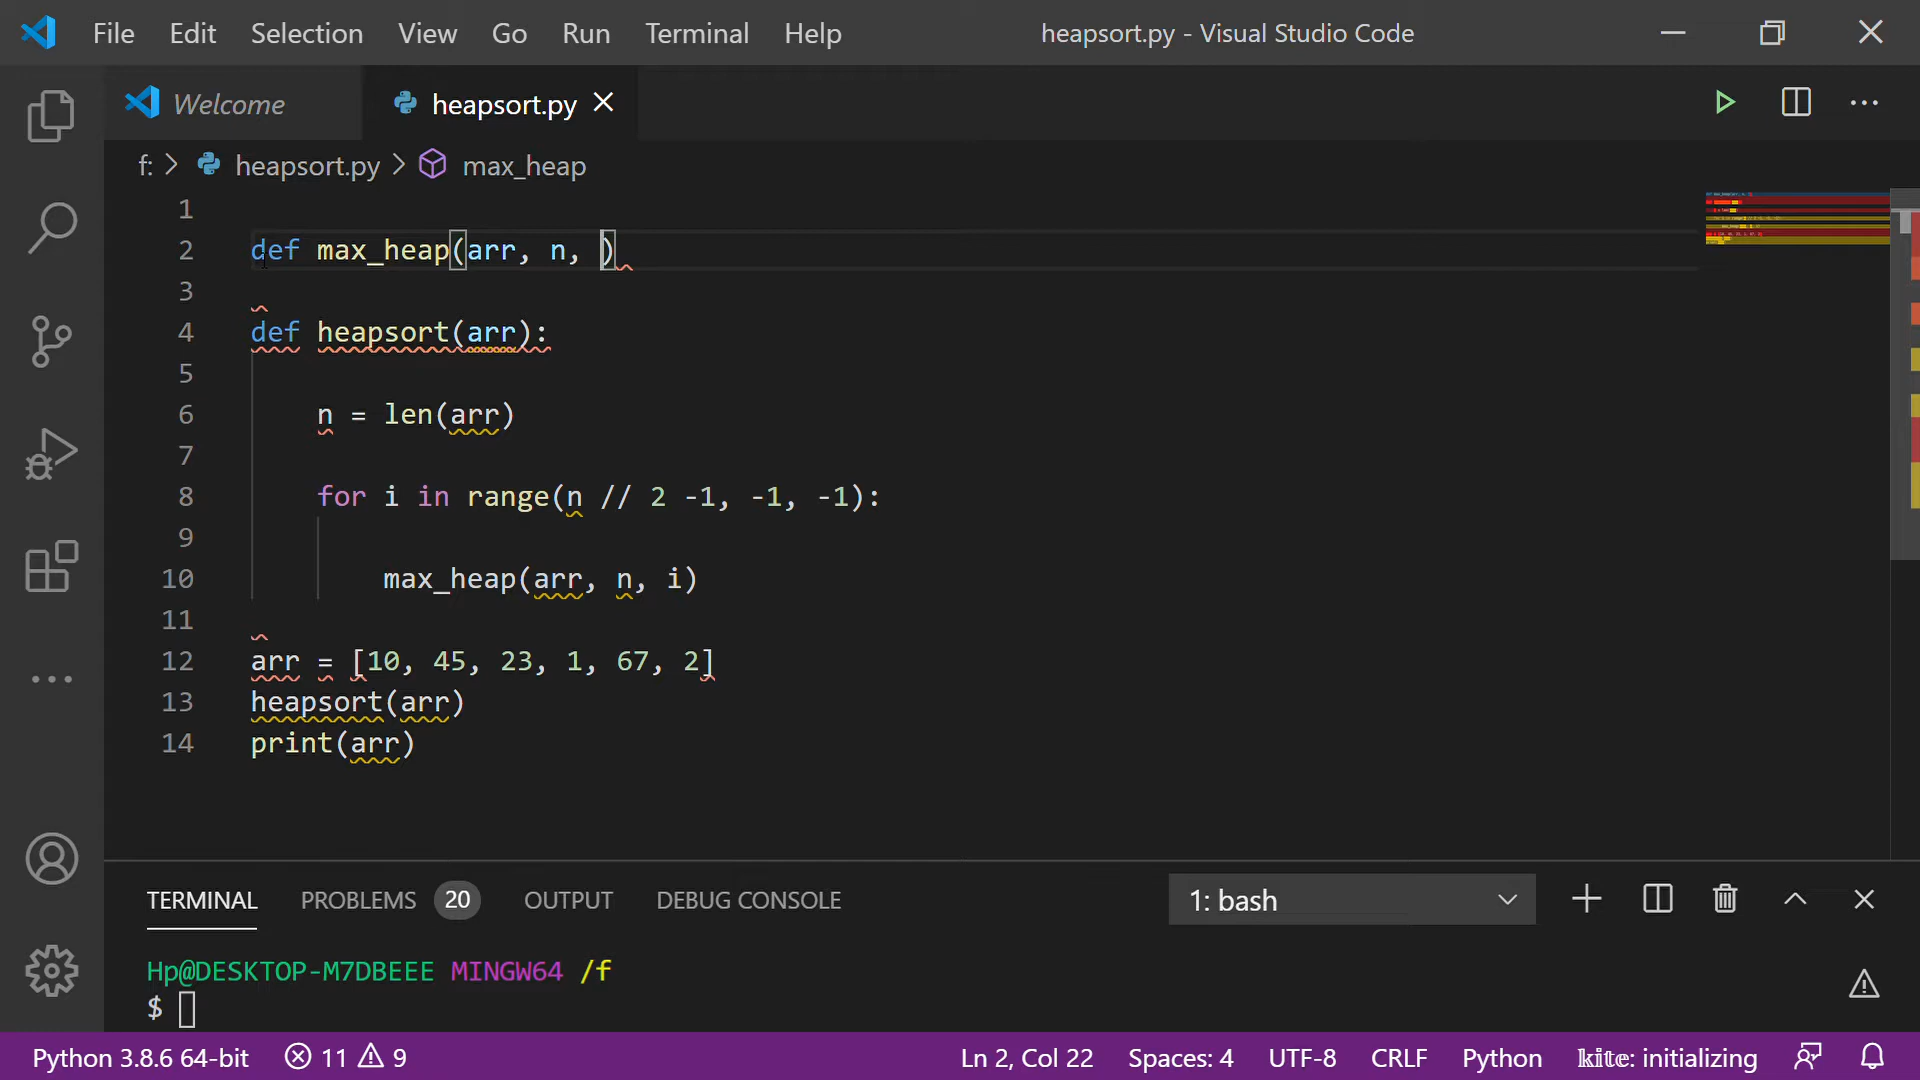 File Edit Selection View Go Run Terminal Help heapsort.py - Visual Studio Code
Welcome heapsort.py
f: > heapsort.py > max_heap
1
2 def max_heap(arr, n, )
3
4 def heapsort(arr):
5
6 n = len(arr)
7
8 for i in range(n // 2 -1, -1, -1):
9
10 max_heap(arr, n, i)
11
12 arr = [10, 45, 23, 1, 67, 2]
13 heapsort(arr)
14 print(arr)
TERMINAL PROBLEMS 20 OUTPUT DEBUG CONSOLE 1: bash
Hp@DESKTOP-M7DBEEE MINGW64 /f
$
Python 3.8.6 64-bit 11 9 Ln 2, Col 22 Spaces: 4 UTF-8 CRLF Python kite: initializing